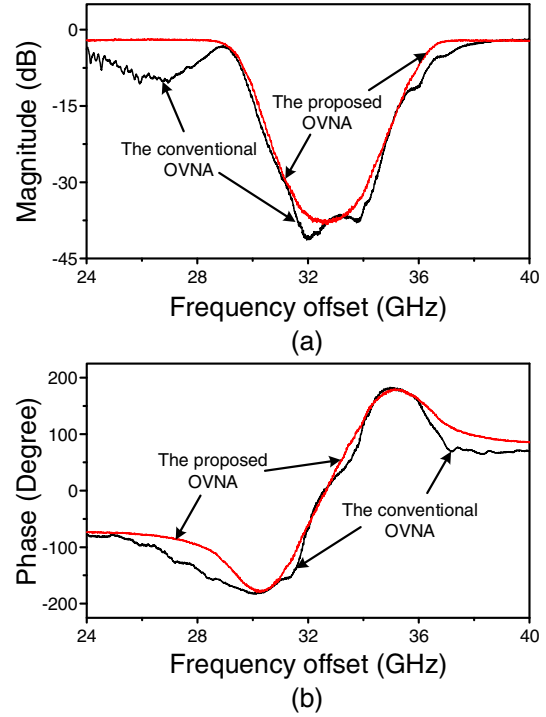 0
-15
-30
-45
Magnitude (dB)
The proposed
OVNA
The conventional
OVNA
24 28 32 36 40
Frequency offset (GHz)
(a)
200
100
0
-100
-200
Phase (Degree)
The proposed
OVNA
The conventional
OVNA
24 28 32 36 40
Frequency offset (GHz)
(b)